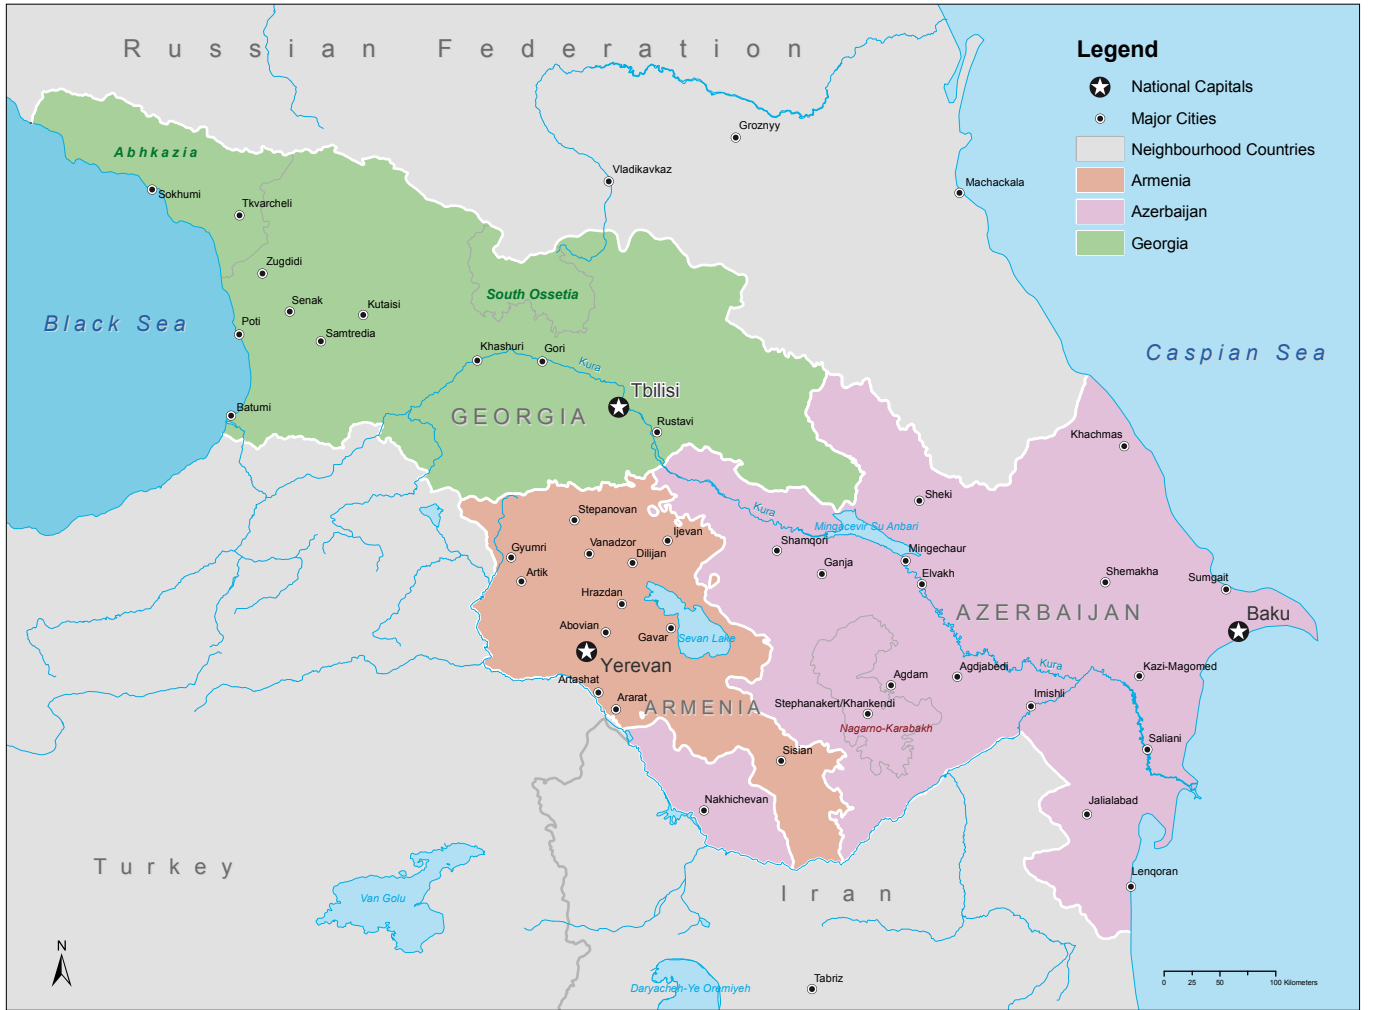 Russian Federation
Legend
National Capitals
Major Cities
Neighbourhood Countries
Armenia
Azerbaijan
Georgia
Groznyy
Vladikavkaz
Machackala
Abhkazia
Sokhumi
Tkvarcheli
Zugdidi
Senak
Kutaisi
South Ossetia
Black Sea
Poti
Samtredia
Khashuri
Gori
Kura
Caspian Sea
Tbilisi
Batumi
GEORGIA
Rustavi
Khachmas
Sheki
Stepanovan
Kura
Mingacevir Su Anbari
Ijevan
Vanadzor
Dilijan
Gyumri
Shamqori
Mingechaur
Artik
Ganja
Elvakh
Shemakha
Sumgait
Hrazdan
AZERBAIJAN
Baku
Abovian
Gavar
Sevan Lake
Yerevan
Kura
Kazi-Magomed
Agdjabedi
Agdam
Artashat
Ararat
ARMENIA
Stephanakert/Khankendi
Imishli
Nagarno-Karabakh
Saliani
Sisian
Nakhichevan
Jalialabad
Turkey
Lenqoran
Iran
Van Golu
N
Tabriz
Daryacheh-Ye Oremiyeh
0 25 50 100 Kilometers